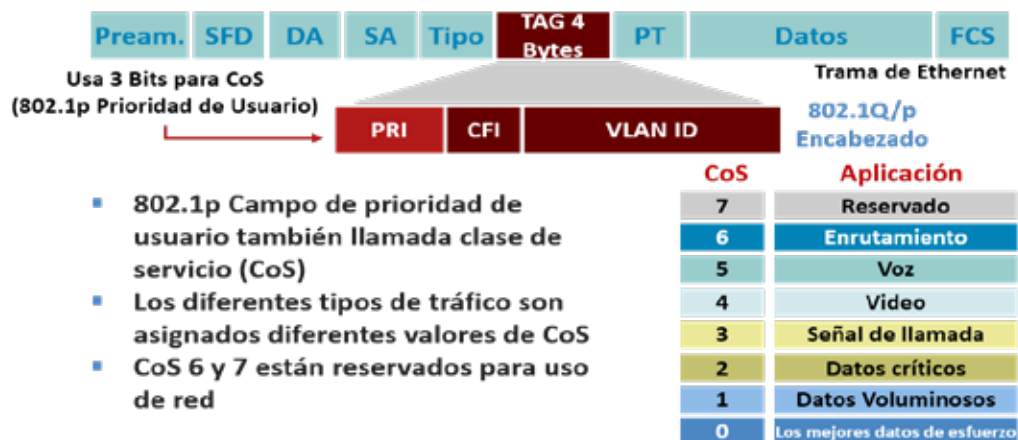 Pream. SFD DA SA Tipo TAG 4 Bytes PT Datos FCS
Usa 3 Bits para CoS
(802.1p Prioridad de Usuario)
Trama de Ethernet
PRI CFI VLAN ID
802.1Q/p
Encabezado
▪ 802.1p Campo de prioridad de
usuario también llamada clase de
servicio (CoS)
▪ Los diferentes tipos de tráfico son
asignados diferentes valores de CoS
▪ CoS 6 y 7 están reservados para uso
de red
CoS Aplicación
7 Reservado
6 Enrutamiento
5 Voz
4 Video
3 Señal de llamada
2 Datos críticos
1 Datos Voluminosos
0 Los mejores datos de esfuerzo